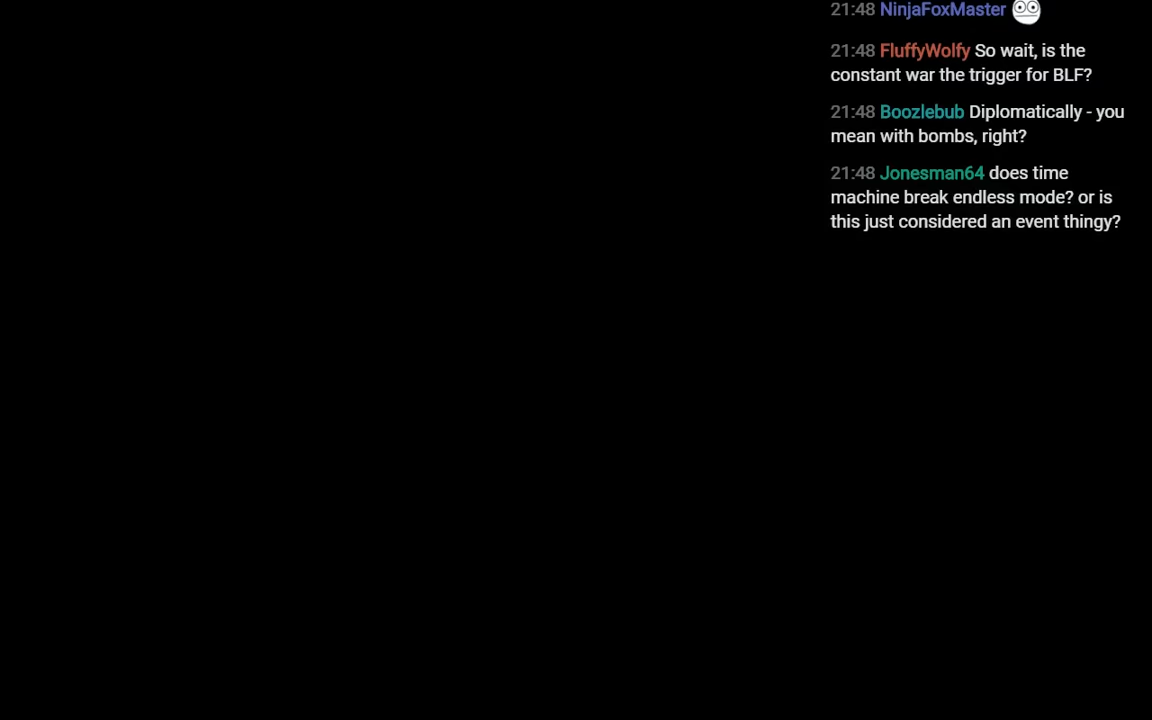 21:48 NinjaFoxMaster
21:48 FluffyWolfy So wait, is the
constant war the trigger for BLF?
21:48 Boozlebub Diplomatically - you
mean with bombs, right?
21:48 Jonesman64 does time
machine break endless mode? or is
this just considered an event thingy?